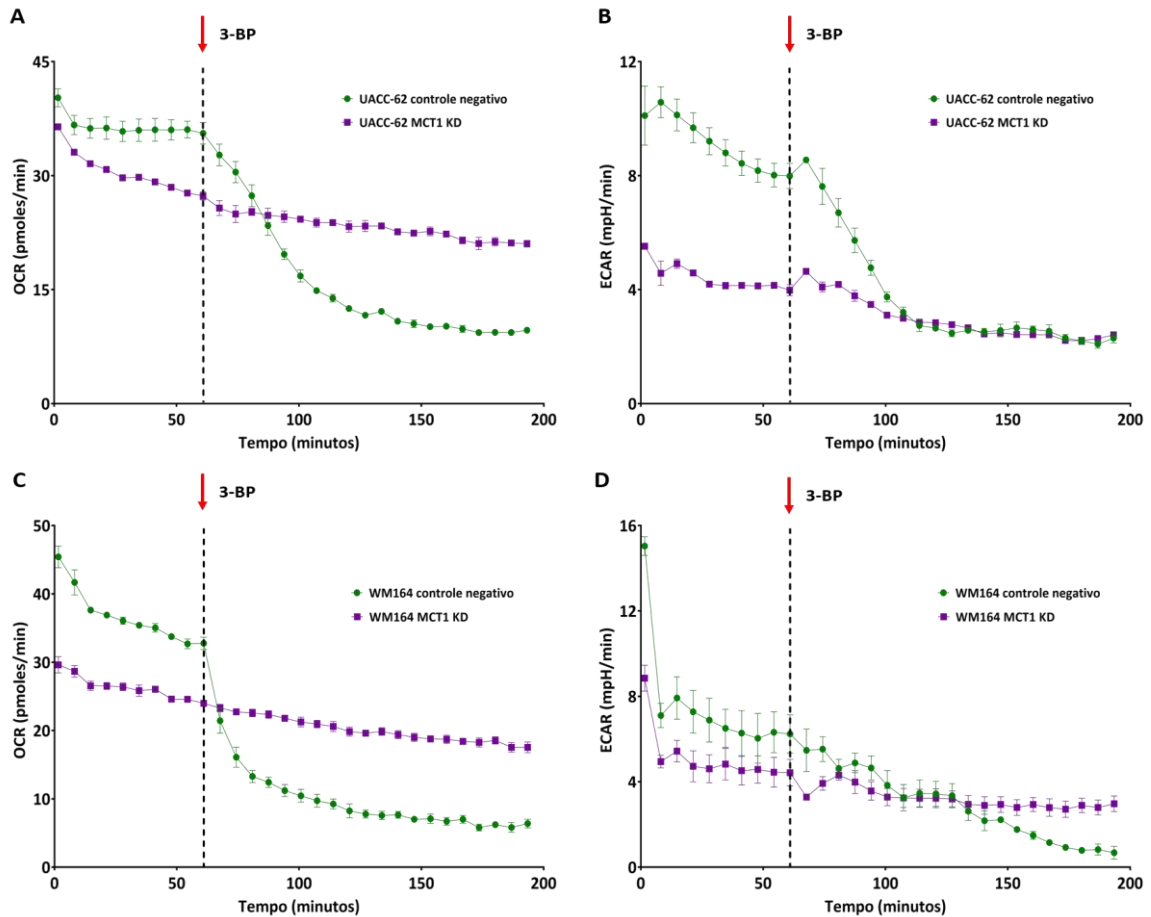 A
3-BP
45
30
15
0
OCR (pmoles/min)
UACC-62 controle negativo
UACC-62 MCT1 KD
0 50 100 150 200
Tempo (minutos)
B
3-BP
12
8
4
0
ECAR (mpH/min)
UACC-62 controle negativo
UACC-62 MCT1 KD
0 50 100 150 200
Tempo (minutos)
C
3-BP
50
40
30
20
10
0
OCR (pmoles/min)
WM164 controle negativo
WM164 MCT1 KD
0 50 100 150 200
Tempo (minutos)
D
3-BP
16
12
8
4
0
ECAR (mpH/min)
WM164 controle negativo
WM164 MCT1 KD
0 50 100 150 200
Tempo (minutos)